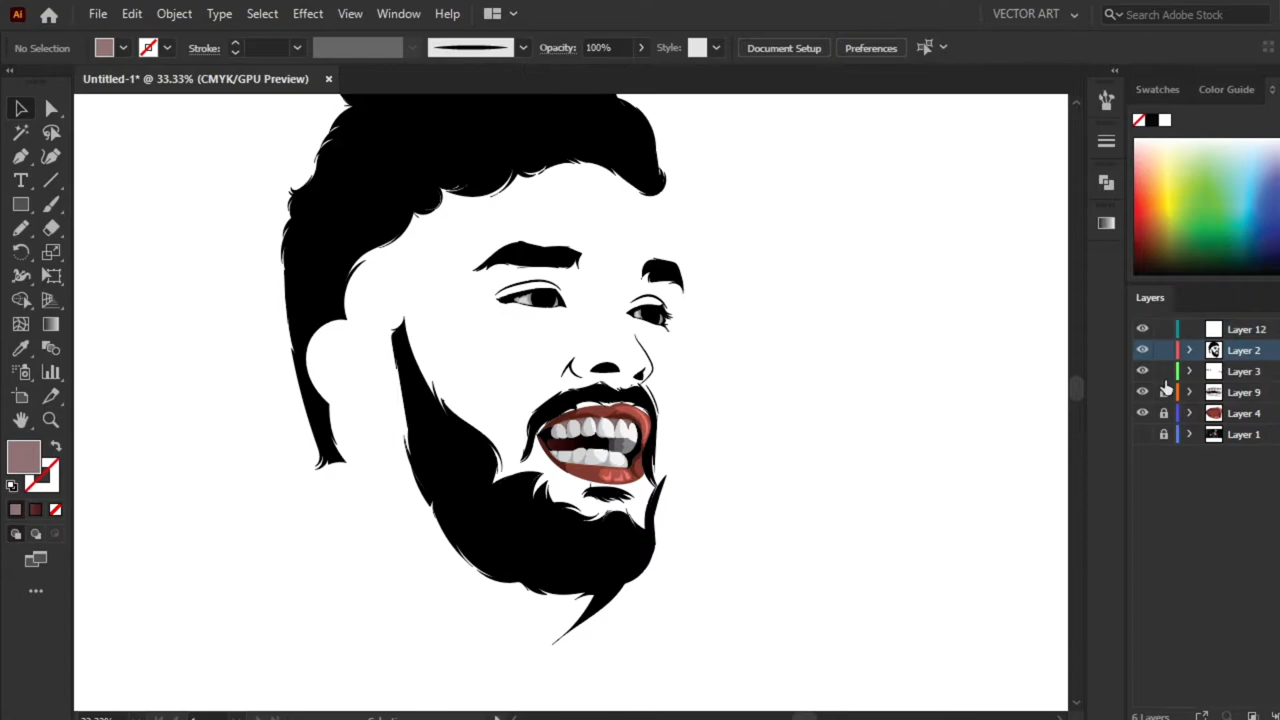 Ai File Edit Object Type Select Effect View Window Help VECTOR ART Search Adobe Stock
No Selection Stroke: Opacity: 100% Style: Document Setup Preferences
Untitled-1* @ 33.33% (CMYK/GPU Preview) ×
Swatches Color Guide
Layers
Layer 12
Layer 2
Layer 3
Layer 9
Layer 4
Layer 1
6 Layers